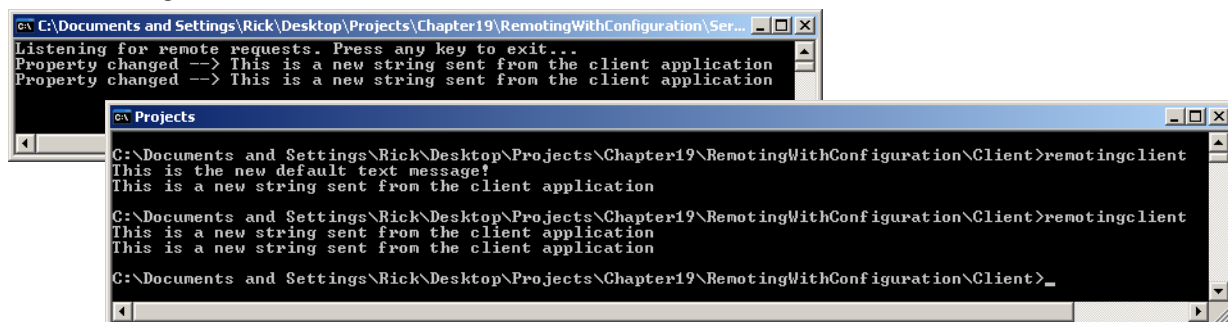 C:\Documents and Settings\Rick\Desktop\Projects\Chapter19\RemotingWithConfiguration\Ser...
Listening for remote requests. Press any key to exit...
Property changed --> This is a new string sent from the client application
Property changed --> This is a new string sent from the client application
Projects
C:\Documents and Settings\Rick\Desktop\Projects\Chapter19\RemotingWithConfiguration\Client>remotingclient
This is the new default text message!
This is a new string sent from the client application
C:\Documents and Settings\Rick\Desktop\Projects\Chapter19\RemotingWithConfiguration\Client>remotingclient
This is a new string sent from the client application
This is a new string sent from the client application
C:\Documents and Settings\Rick\Desktop\Projects\Chapter19\RemotingWithConfiguration\Client>_